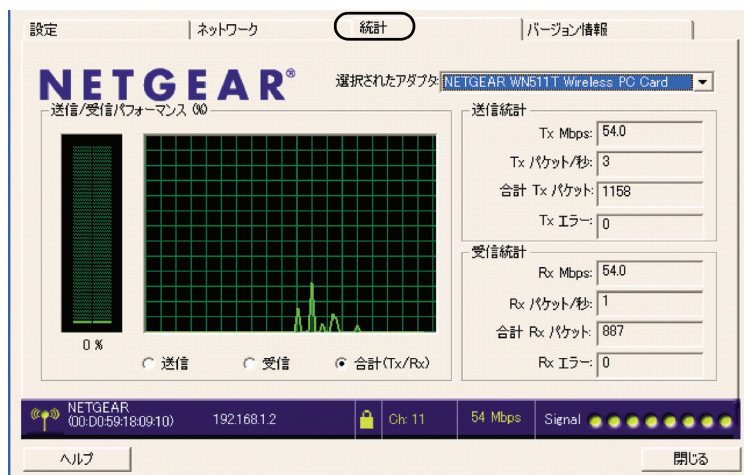 設定 ネットワーク 統計 バージョン情報
NETGEAR®
選択されたアダプタ: NETGEAR WN511T Wireless PC Card
送信/受信パフォーマンス (%)
0 %
送信 受信 合計(Tx/Rx)
送信統計
Tx Mbps: 54.0
Tx パケット/秒: 3
合計 Tx パケット: 1158
Tx エラー: 0
受信統計
Rx Mbps: 54.0
Rx パケット/秒: 1
合計 Rx パケット: 887
Rx エラー: 0
NETGEAR
(00:D0:59:18:09:10) 192.168.1.2 Ch: 11 54 Mbps Signal
ヘルプ 閉じる